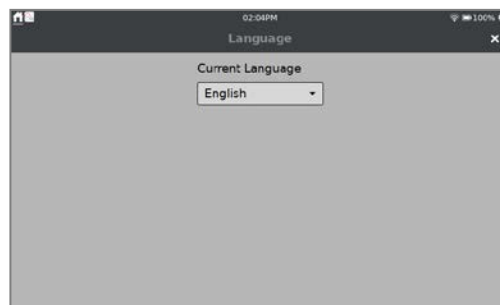 02:04PM
100%
Language
×
Current Language
English